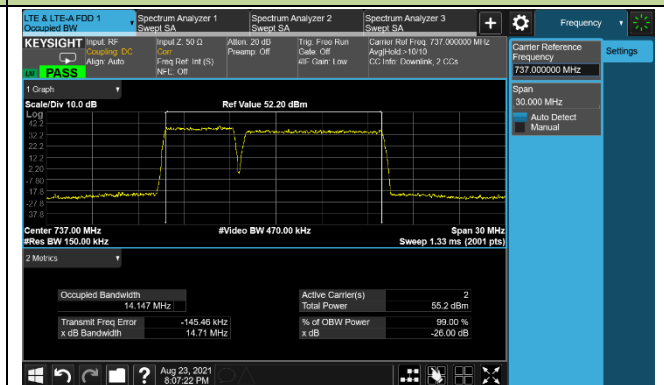 LTE & LTE-A FDD 1
Occupied BW
Spectrum Analyzer 1
Swept SA
Spectrum Analyzer 2
Swept SA
Spectrum Analyzer 3
Swept SA
+
Frequency
KEYSIGHT
Input: RF
Coupling: DC
Align: Auto
Input Z: 50 Ω
Corr
Freq Ref: Int (S)
NFE: Off
Atten: 20 dB
Preamp: Off
Trig: Free Run
Gate: Off
#IF Gain: Low
Carrier Ref Freq: 737.000000 MHz
Avg|Hold:>10/10
CC Info: Downlink, 2 CCs
PASS
Carrier Reference
Frequency
737.000000 MHz
Settings
Span
30.000 MHz
Auto Detect
Manual
1 Graph
Scale/Div 10.0 dB
Ref Value 52.20 dBm
Log
42.2
32.2
22.2
12.2
2.20
-7.80
-17.8
-27.8
-37.8
Center 737.00 MHz
#Video BW 470.00 kHz
Span 30 MHz
#Res BW 150.00 kHz
Sweep 1.33 ms (2001 pts)
2 Metrics
Occupied Bandwidth
14.147 MHz
Active Carrier(s) 2
Total Power 55.2 dBm
Transmit Freq Error -145.46 kHz
x dB Bandwidth 14.71 MHz
% of OBW Power 99.00 %
x dB -26.00 dB
?
Aug 23, 2021
8:07:22 PM